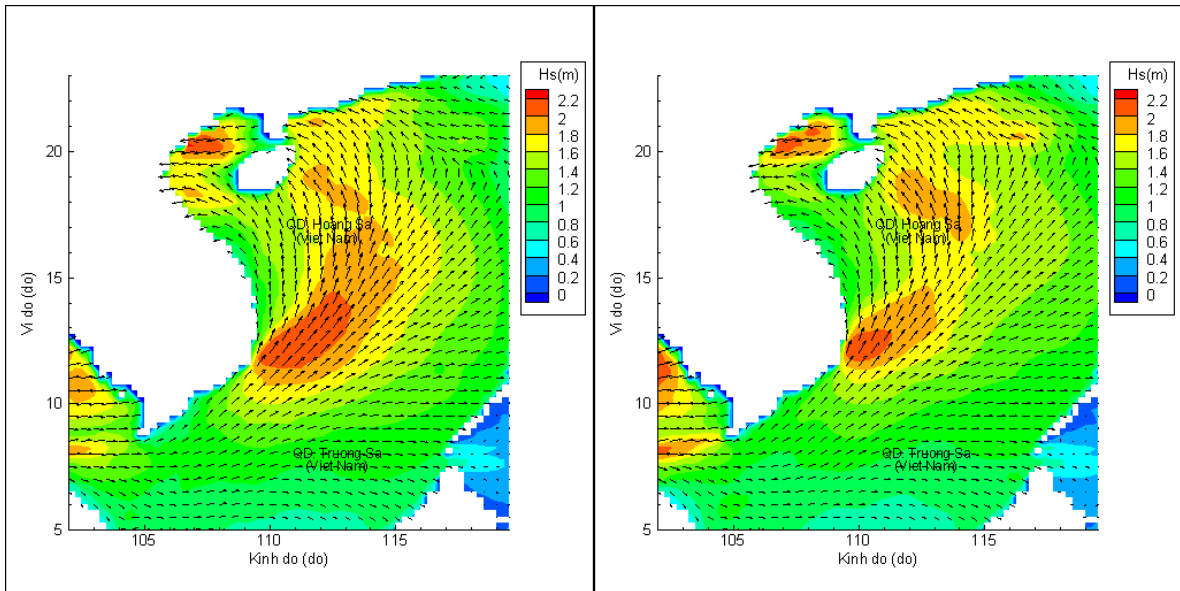 Hs(m)
2.2
2
1.8
1.6
1.4
1.2
1
0.8
0.6
0.4
0.2
0
20
15
10
5
Vi do (do)
QD. Hoang Sa
(Viet Nam)
QD. Truong Sa
(Viet Nam)
105
110
115
Kinh do (do)
Hs(m)
2.2
2
1.8
1.6
1.4
1.2
1
0.8
0.6
0.4
0.2
0
20
15
10
5
Vi do (do)
QD. Hoang Sa
(Viet Nam)
QD. Truong Sa
(Viet Nam)
105
110
115
Kinh do (do)